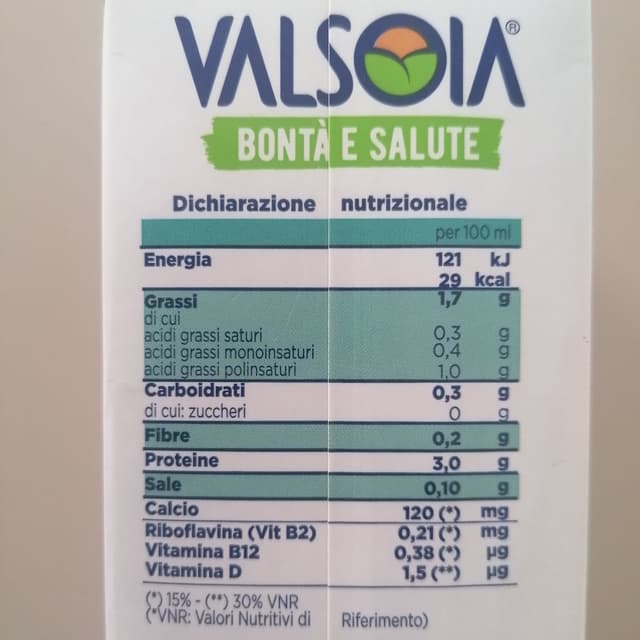 VALSOIA®
BONTÀ E SALUTE
Dichiarazione nutrizionale
per 100 ml
Energia 121 kJ
29 kcal
Grassi 1,7 g
di cui
acidi grassi saturi 0,3 g
acidi grassi monoinsaturi 0,4 g
acidi grassi polinsaturi 1,0 g
Carboidrati 0,3 g
di cui: zuccheri 0 g
Fibre 0,2 g
Proteine 3,0 g
Sale 0,10 g
Calcio 120 (*) mg
Riboflavina (Vit B2) 0,21 (*) mg
Vitamina B12 0,38 (*) µg
Vitamina D 1,5 (**) µg
(*) 15% - (**) 30% VNR
(*VNR: Valori Nutritivi di Riferimento)